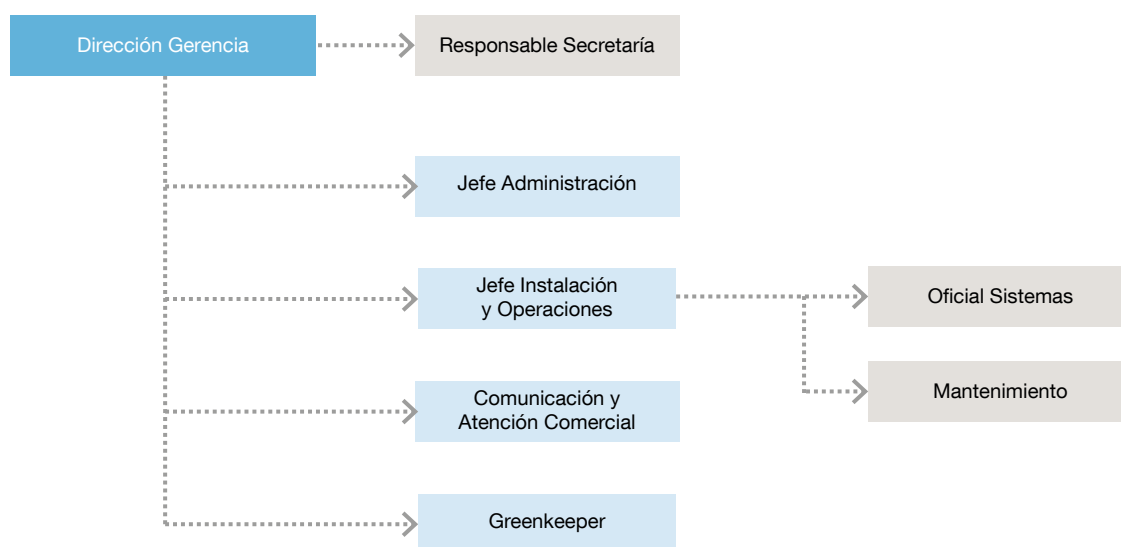 Dirección Gerencia
Responsable Secretaría
Jefe Administración
Jefe Instalación
y Operaciones
Oficial Sistemas
Mantenimiento
Comunicación y
Atención Comercial
Greenkeeper